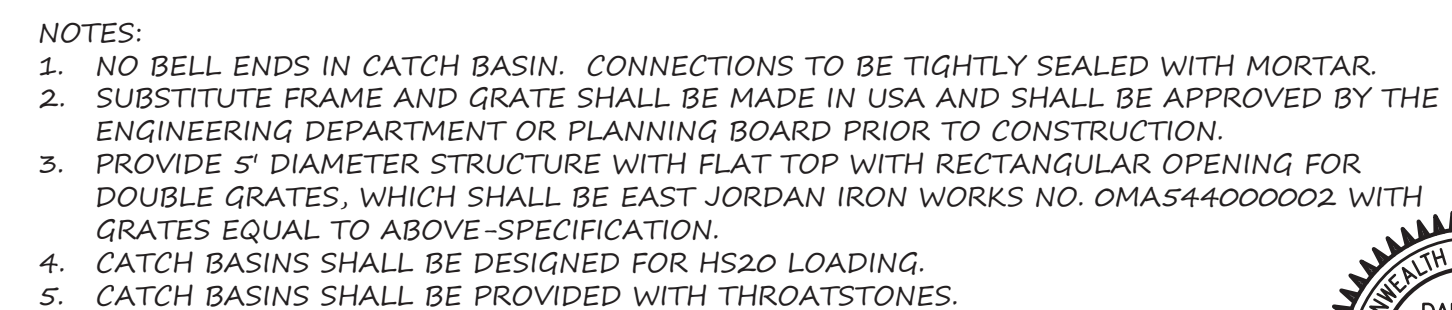 NOTES:
1. NO BELL ENDS IN CATCH BASIN. CONNECTIONS TO BE TIGHTLY SEALED WITH MORTAR.
2. SUBSTITUTE FRAME AND GRATE SHALL BE MADE IN USA AND SHALL BE APPROVED BY THE
ENGINEERING DEPARTMENT OR PLANNING BOARD PRIOR TO CONSTRUCTION.
3. PROVIDE 5' DIAMETER STRUCTURE WITH FLAT TOP WITH RECTANGULAR OPENING FOR
DOUBLE GRATES, WHICH SHALL BE EAST JORDAN IRON WORKS NO. 0MA544000002 WITH
GRATES EQUAL TO ABOVE-SPECIFICATION.
4. CATCH BASINS SHALL BE DESIGNED FOR HS20 LOADING.
5. CATCH BASINS SHALL BE PROVIDED WITH THROATSTONES.